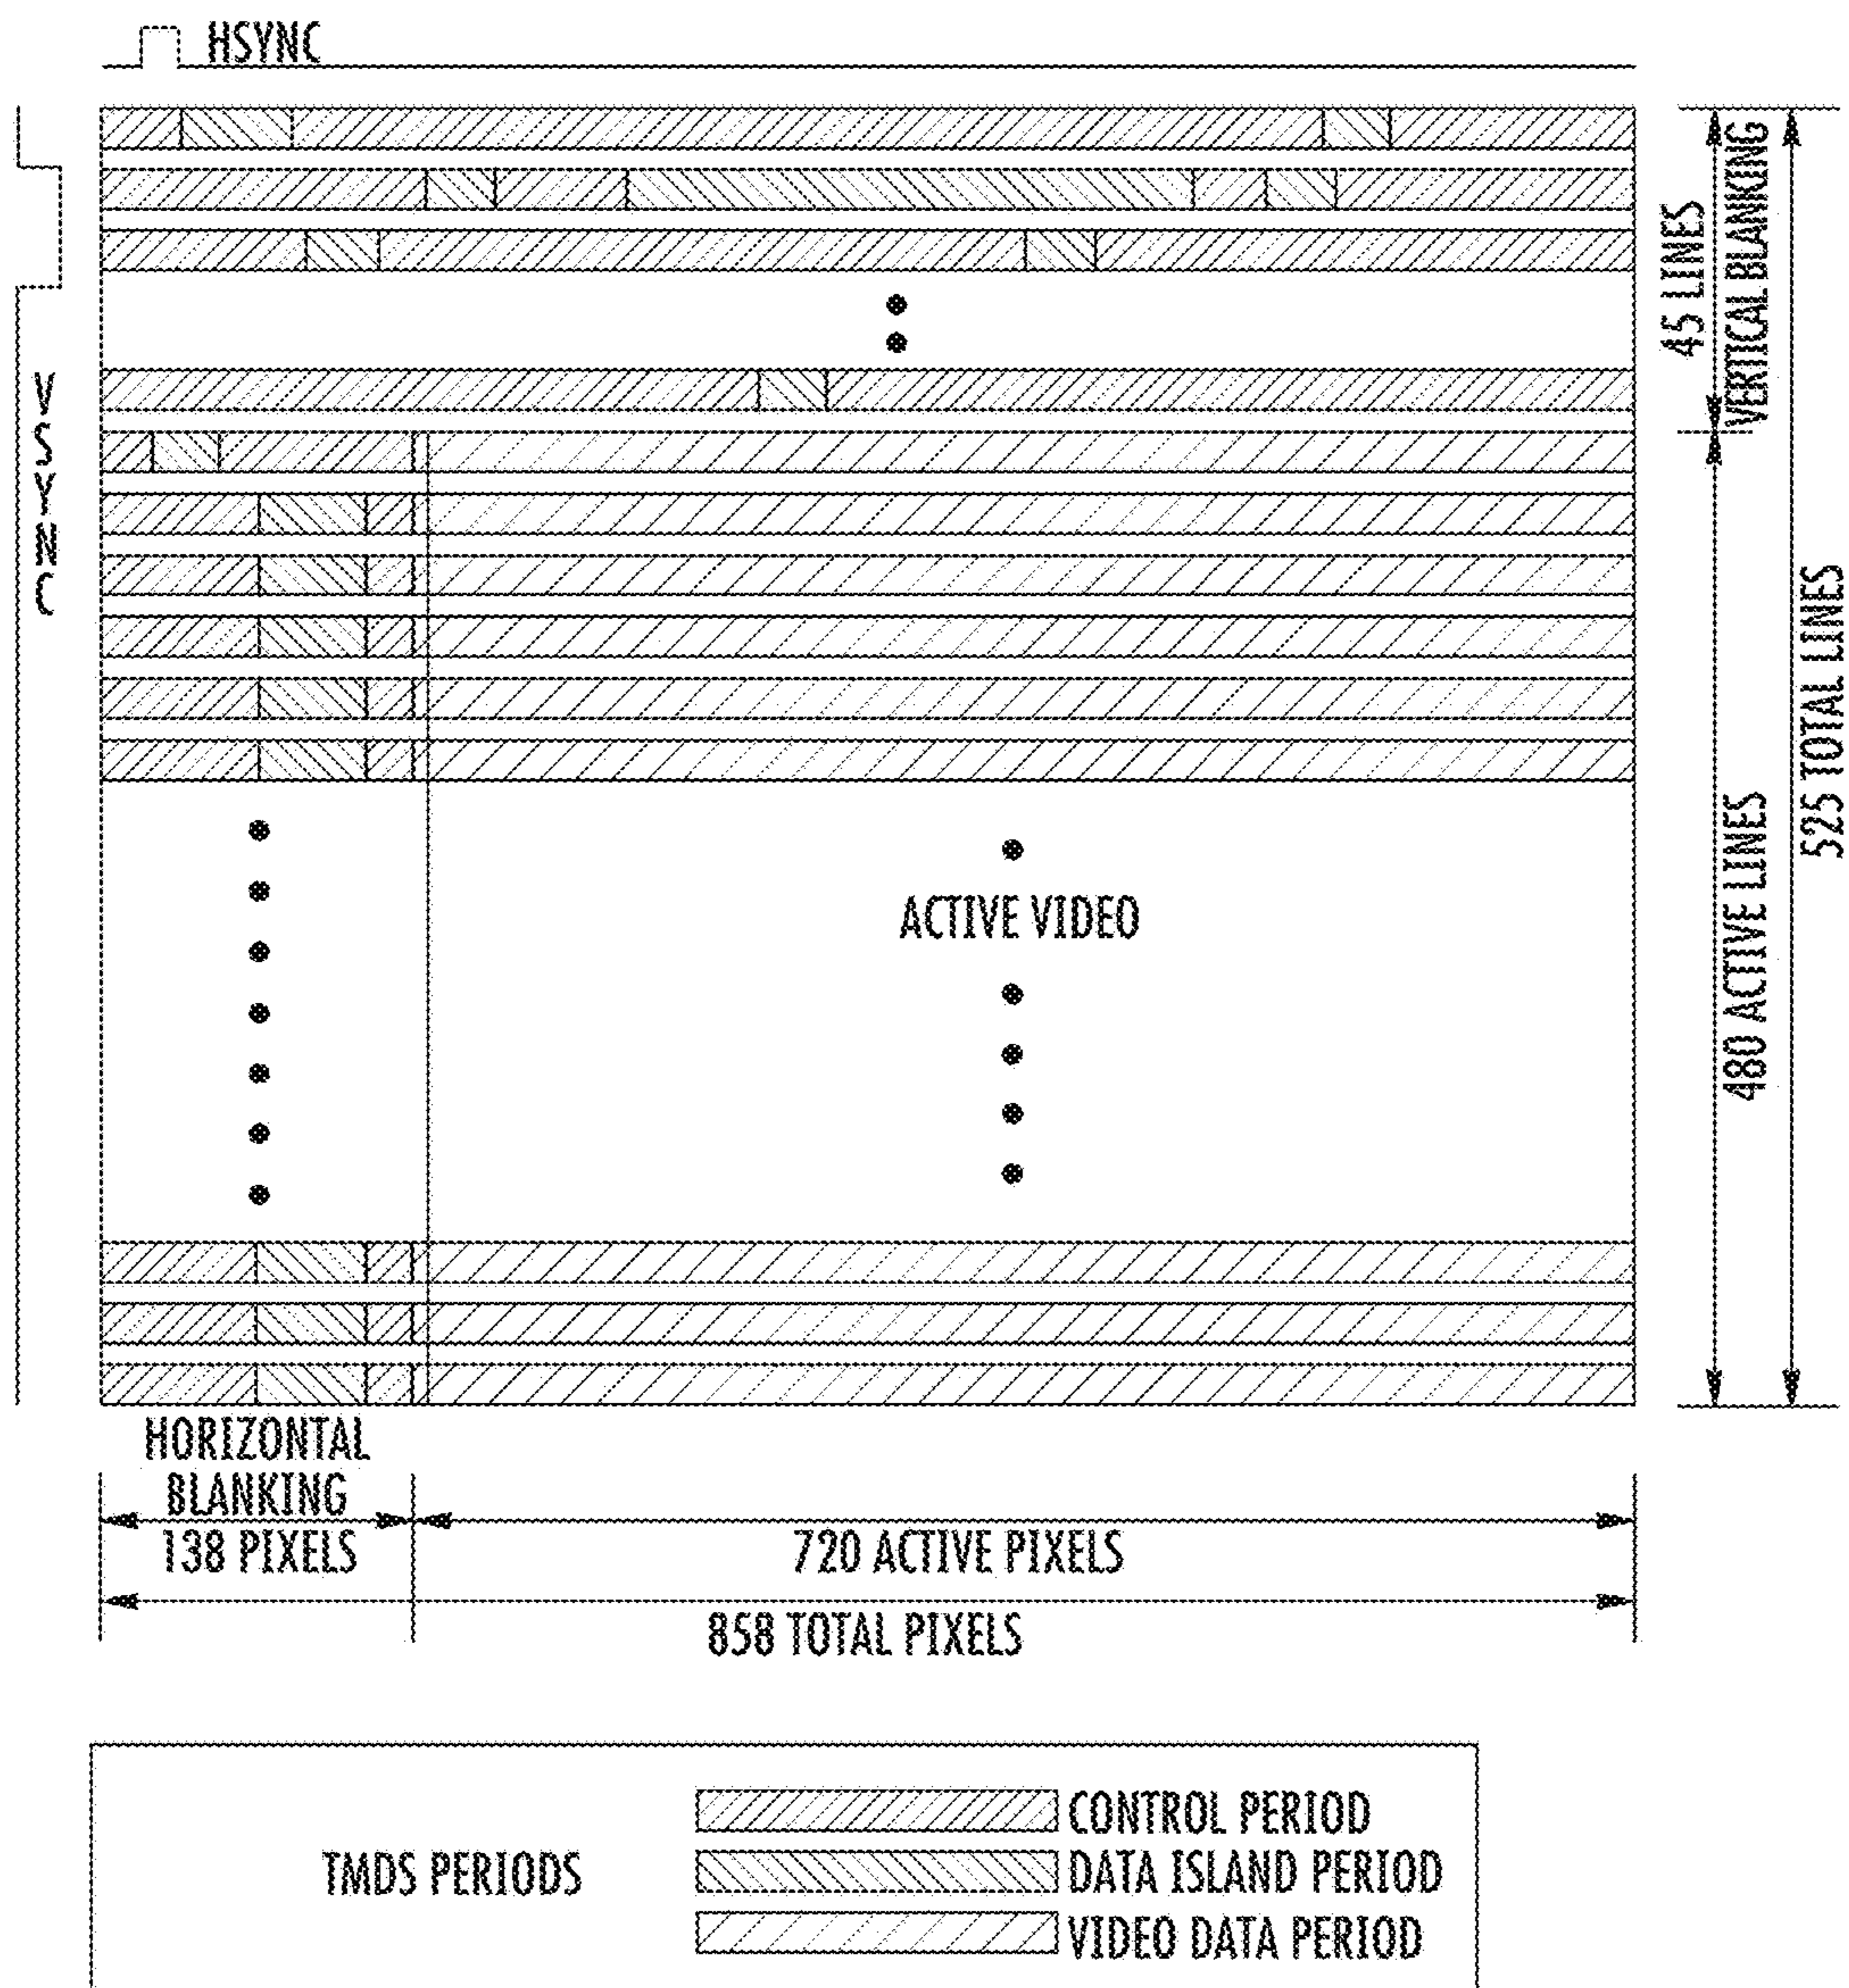 HSYNC
VSYNC
45 LINES
VERTICAL BLANKING
480 ACTIVE LINES
525 TOTAL LINES
ACTIVE VIDEO
HORIZONTAL
BLANKING
138 PIXELS
720 ACTIVE PIXELS
858 TOTAL PIXELS
TMDS PERIODS
CONTROL PERIOD
DATA ISLAND PERIOD
VIDEO DATA PERIOD